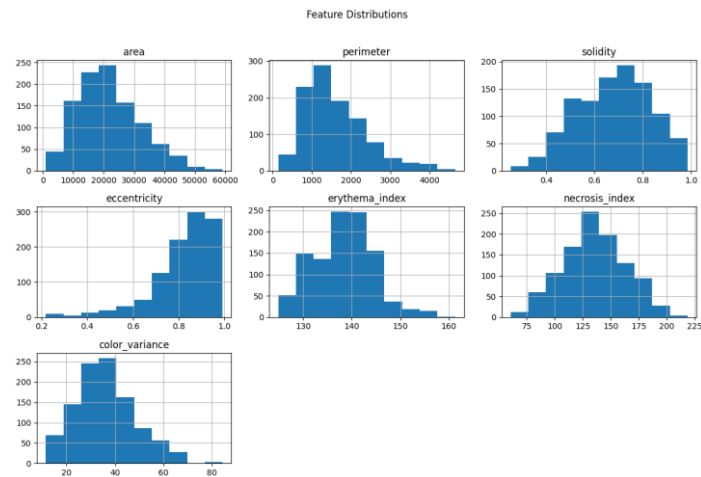 Feature Distributions
area
perimeter
solidity
250
200
150
100
50
0
0 10000 20000 30000 40000 50000 60000
300
200
100
0
0 1000 2000 3000 4000
200
150
100
50
0
0.4 0.6 0.8 1.0
eccentricity
erythema_index
necrosis_index
300
200
100
0
0.2 0.4 0.6 0.8 1.0
250
200
150
100
50
0
130 140 150 160
250
200
150
100
50
0
75 100 125 150 175 200 225
color_variance
250
200
150
100
50
0
20 40 60 80